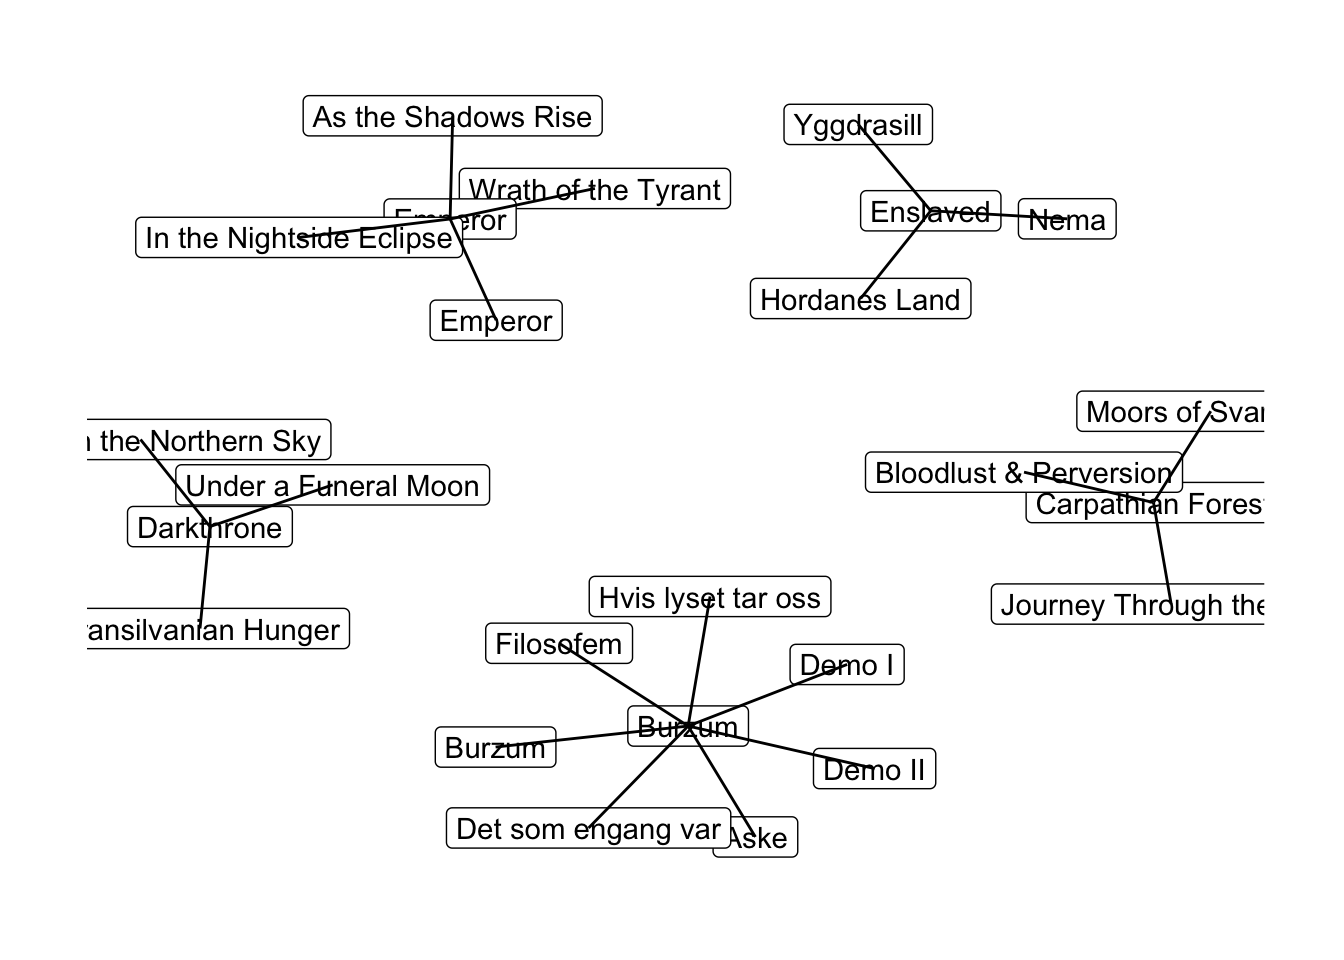 As the Shadows Rise
Yggdrasill
Wrath of the Tyrant
Emperor
Enslaved
Nema
In the Nightside Eclipse
Hordanes Land
Emperor
Moors of Svar
the Northern Sky
Bloodlust & Perversion
Under a Funeral Moon
Carpathian Forest
Darkthrone
Hvis lyset tar oss
Journey Through the
ansilvanian Hunger
Filosofem
Demo I
Burzum
Burzum
Demo II
Det som engang var
Aske